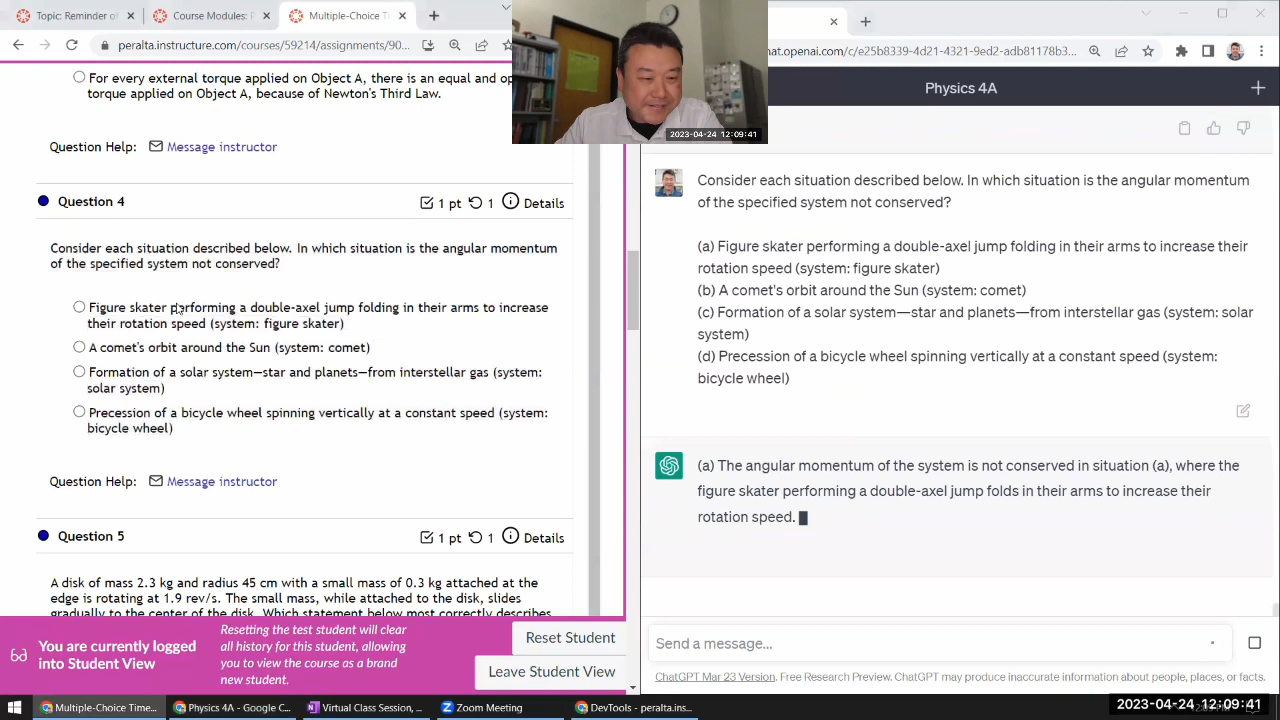 Topic: M
Course Modules: P
Multiple-Choice T
peralta.instructure.com/courses/59214/assignments/90...
For every external torque applied on Object A, there is an equal and op
torque applied on Object A, because of Newton's Third Law.
Question Help: Message instructor
Question 4
1 pt 1 Details
Consider each situation described below. In which situation is the angular momentum
of the specified system not conserved?
Figure skater performing a double-axel jump folding in their arms to increase
their rotation speed (system: figure skater)
A comet's orbit around the Sun (system: comet)
Formation of a solar system—star and planets—from interstellar gas (system:
solar system)
Precession of a bicycle wheel spinning vertically at a constant speed (system:
bicycle wheel)
Question Help: Message instructor
Question 5
1 pt 1 Details
A disk of mass 2.3 kg and radius 45 cm with a small mass of 0.3 kg attached at the
edge is rotating at 1.9 rev/s. The small mass, while attached to the disk, slides
gradually to the center of the disk. Which statement below most correctly describes
You are currently logged
into Student View
Resetting the test student will clear
all history for this student, allowing
you to view the course as a brand
new student.
Reset Student
Leave Student View
2023-04-24 12:09:41
chat.openai.com/c/e25b8339-4d21-4321-9ed2-adb81178b3...
Physics 4A
Consider each situation described below. In which situation is the angular momentum
of the specified system not conserved?
(a) Figure skater performing a double-axel jump folding in their arms to increase their
rotation speed (system: figure skater)
(b) A comet's orbit around the Sun (system: comet)
(c) Formation of a solar system—star and planets—from interstellar gas (system: solar
system)
(d) Precession of a bicycle wheel spinning vertically at a constant speed (system:
bicycle wheel)
(a) The angular momentum of the system is not conserved in situation (a), where the
figure skater performing a double-axel jump folds in their arms to increase their
rotation speed.
Send a message...
ChatGPT Mar 23 Version. Free Research Preview. ChatGPT may produce inaccurate information about people, places, or facts.
Multiple-Choice Time...
Physics 4A - Google C...
Virtual Class Session, ...
Zoom Meeting
DevTools - peralta.ins...
2023-04-24 12:09:41